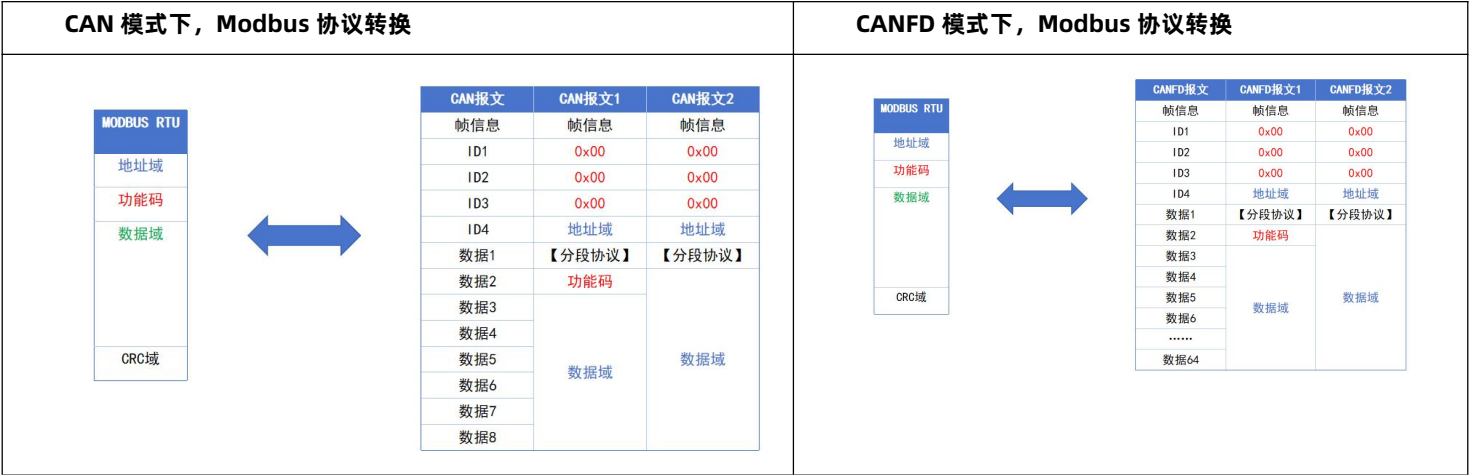 CAN 模式下，Modbus 协议转换
CANFD 模式下，Modbus 协议转换
MODBUS RTU
地址域
功能码
数据域
CRC域
CAN报文 CAN报文1 CAN报文2
帧信息 帧信息 帧信息
ID1 0x00 0x00
ID2 0x00 0x00
ID3 0x00 0x00
ID4 地址域 地址域
数据1 【分段协议】 【分段协议】
数据2 功能码
数据3
数据4
数据5 数据域 数据域
数据6
数据7
数据8
MODBUS RTU
地址域
功能码
数据域
CRC域
CANFD报文 CANFD报文1 CANFD报文2
帧信息 帧信息 帧信息
ID1 0x00 0x00
ID2 0x00 0x00
ID3 0x00 0x00
ID4 地址域 地址域
数据1 【分段协议】 【分段协议】
数据2 功能码
数据3
数据4
数据5 数据域 数据域
数据6
……
数据64